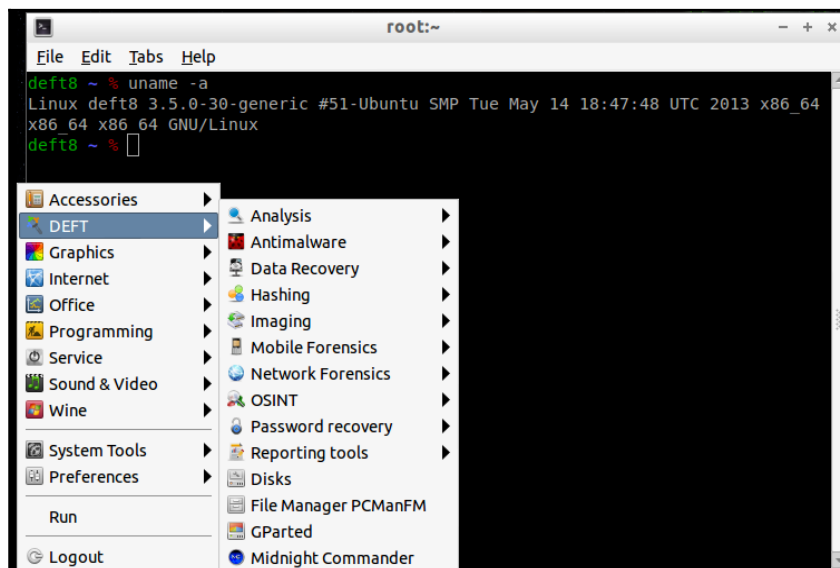 root:~
File Edit Tabs Help
deft8 ~ % uname -a
Linux deft8 3.5.0-30-generic #51-Ubuntu SMP Tue May 14 18:47:48 UTC 2013 x86_64
x86_64 x86_64 GNU/Linux
deft8 ~ %
Accessories
DEFT
Graphics
Internet
Office
Programming
Service
Sound & Video
Wine
System Tools
Preferences
Run
Logout
Analysis
Antimalware
Data Recovery
Hashing
Imaging
Mobile Forensics
Network Forensics
OSINT
Password recovery
Reporting tools
Disks
File Manager PCManFM
GParted
Midnight Commander